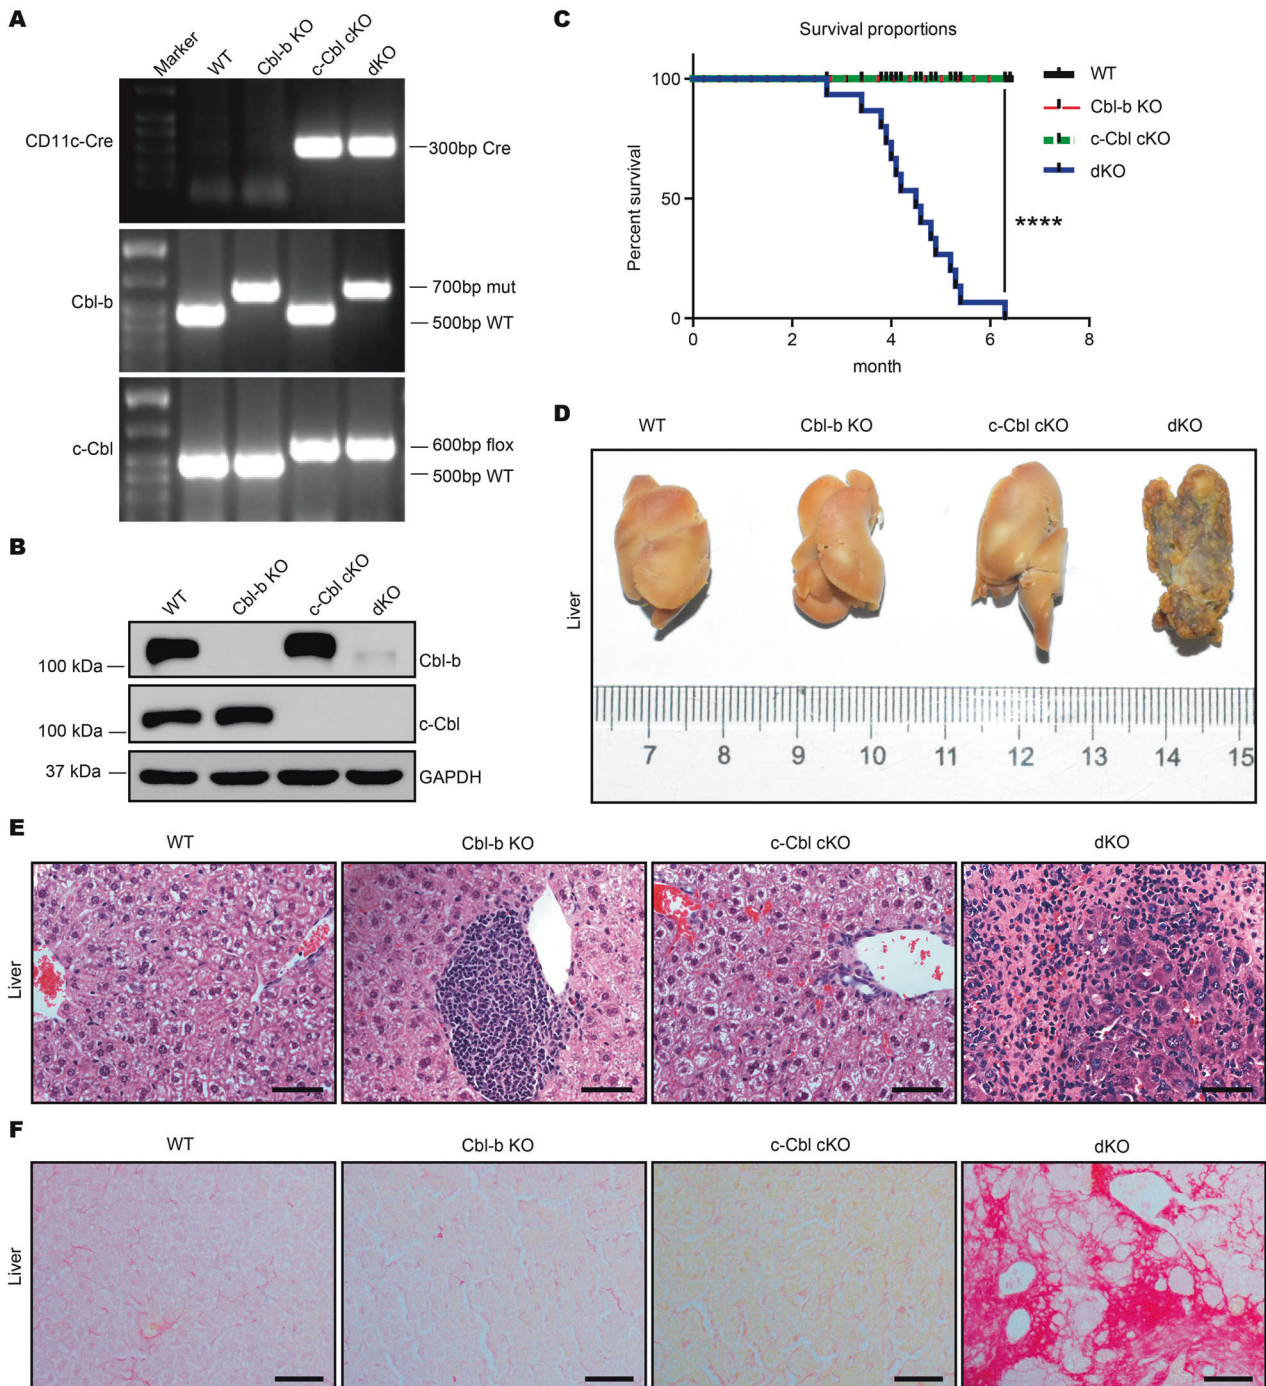 A
Marker
WT
Cbl-b KO
c-Cbl cKO
dKO
CD11c-Cre
300bp Cre
Cbl-b
700bp mut
500bp WT
c-Cbl
600bp flox
500bp WT
B
WT
Cbl-b KO
c-Cbl cKO
dKO
100 kDa
Cbl-b
100 kDa
c-Cbl
37 kDa
GAPDH
C
Survival proportions
Percent survival
100
50
0
0 2 4 6 8
month
****
WT
Cbl-b KO
c-Cbl cKO
dKO
D
WT Cbl-b KO c-Cbl cKO dKO
Liver
7 8 9 10 11 12 13 14 15
E
WT Cbl-b KO c-Cbl cKO dKO
Liver
F
WT Cbl-b KO c-Cbl cKO dKO
Liver